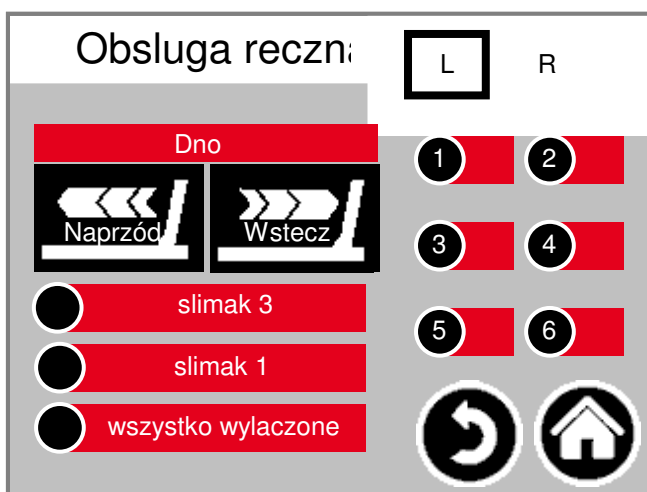 Obsluga reczna
L R
Dno
Naprzód Wstecz
1 2
slimak 3
3 4
slimak 1
5 6
wszystko wylaczone